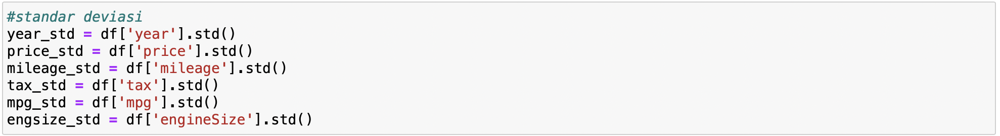 #standar deviasi
year_std = df['year'].std()
price_std = df['price'].std()
mileage_std = df['mileage'].std()
tax_std = df['tax'].std()
mpg_std = df['mpg'].std()
engsize_std = df['engineSize'].std()